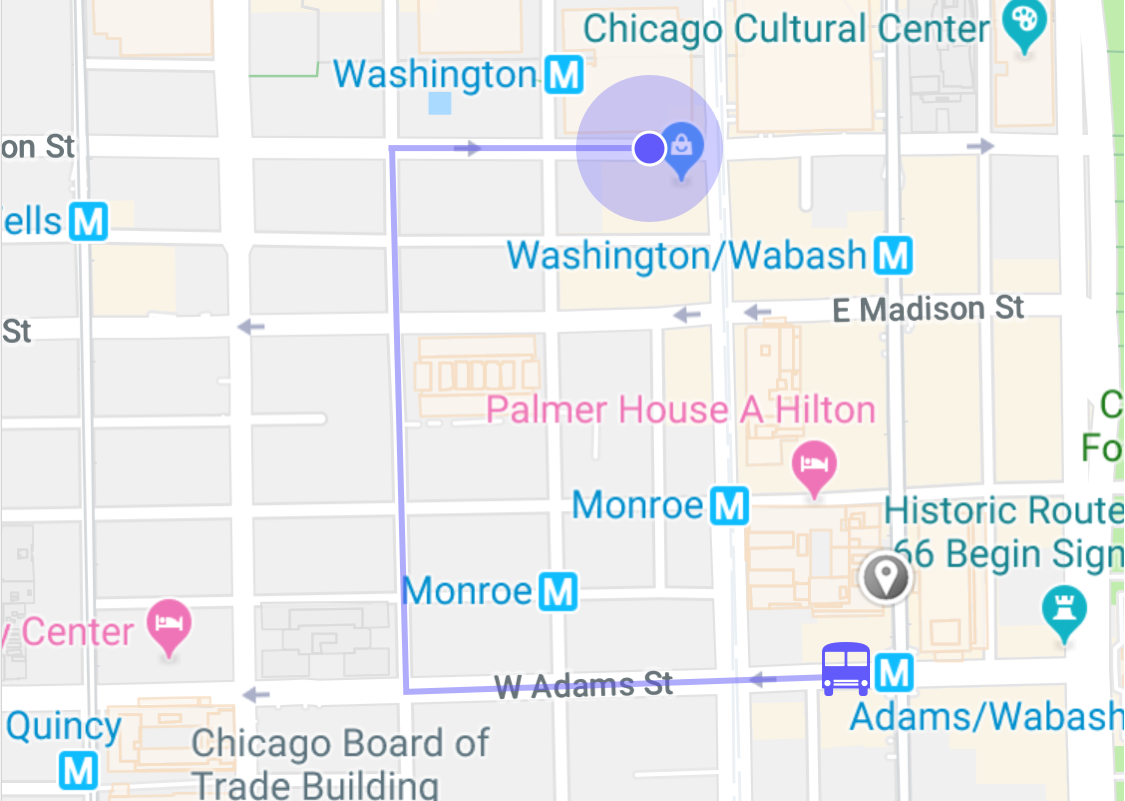 Chicago Cultural Center
Washington M
on St
ells M
Washington/Wabash M
E Madison St
St
Palmer House A Hilton
C
Fo
Monroe M
Historic Route
66 Begin Sign
Monroe M
y Center
W Adams St
M
Quincy
Adams/Wabash
Chicago Board of
Trade Building
M